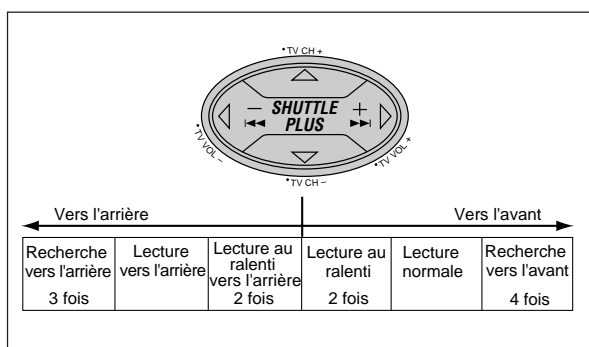 •TV CH +
− SHUTTLE +
PLUS
•TV VOL −
•TV VOL +
•TV CH −
Vers l'arrière
Vers l'avant
Recherche
vers l'arrière
3 fois
Lecture
vers l'arrière
Lecture au
ralenti
vers l'arrière
2 fois
Lecture au
ralenti
2 fois
Lecture
normale
Recherche
vers l'avant
4 fois